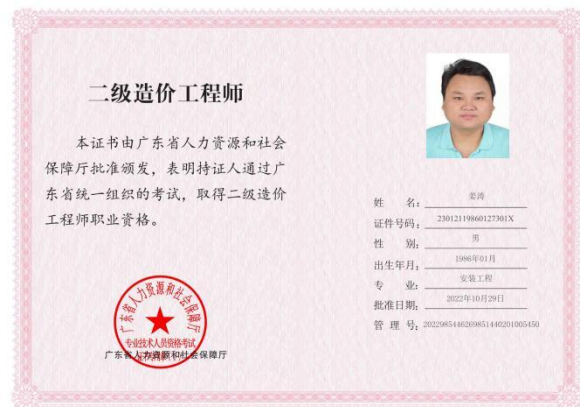 二级造价工程师
本证书由广东省人力资源和社会
保障厅批准颁发，表明持证人通过广
东省统一组织的考试，取得二级造价
工程师职业资格。
广东省人力资源和社会保障厅
专业技术人员资格考试
广东省人力资源和社会保障厅
姓 名：姜涛
证件号码：23012119860127301X
性 别：男
出生年月：1986年01月
专 业：安装工程
批准日期：2022年10月29日
管 理 号：20229854462698514402010054​50